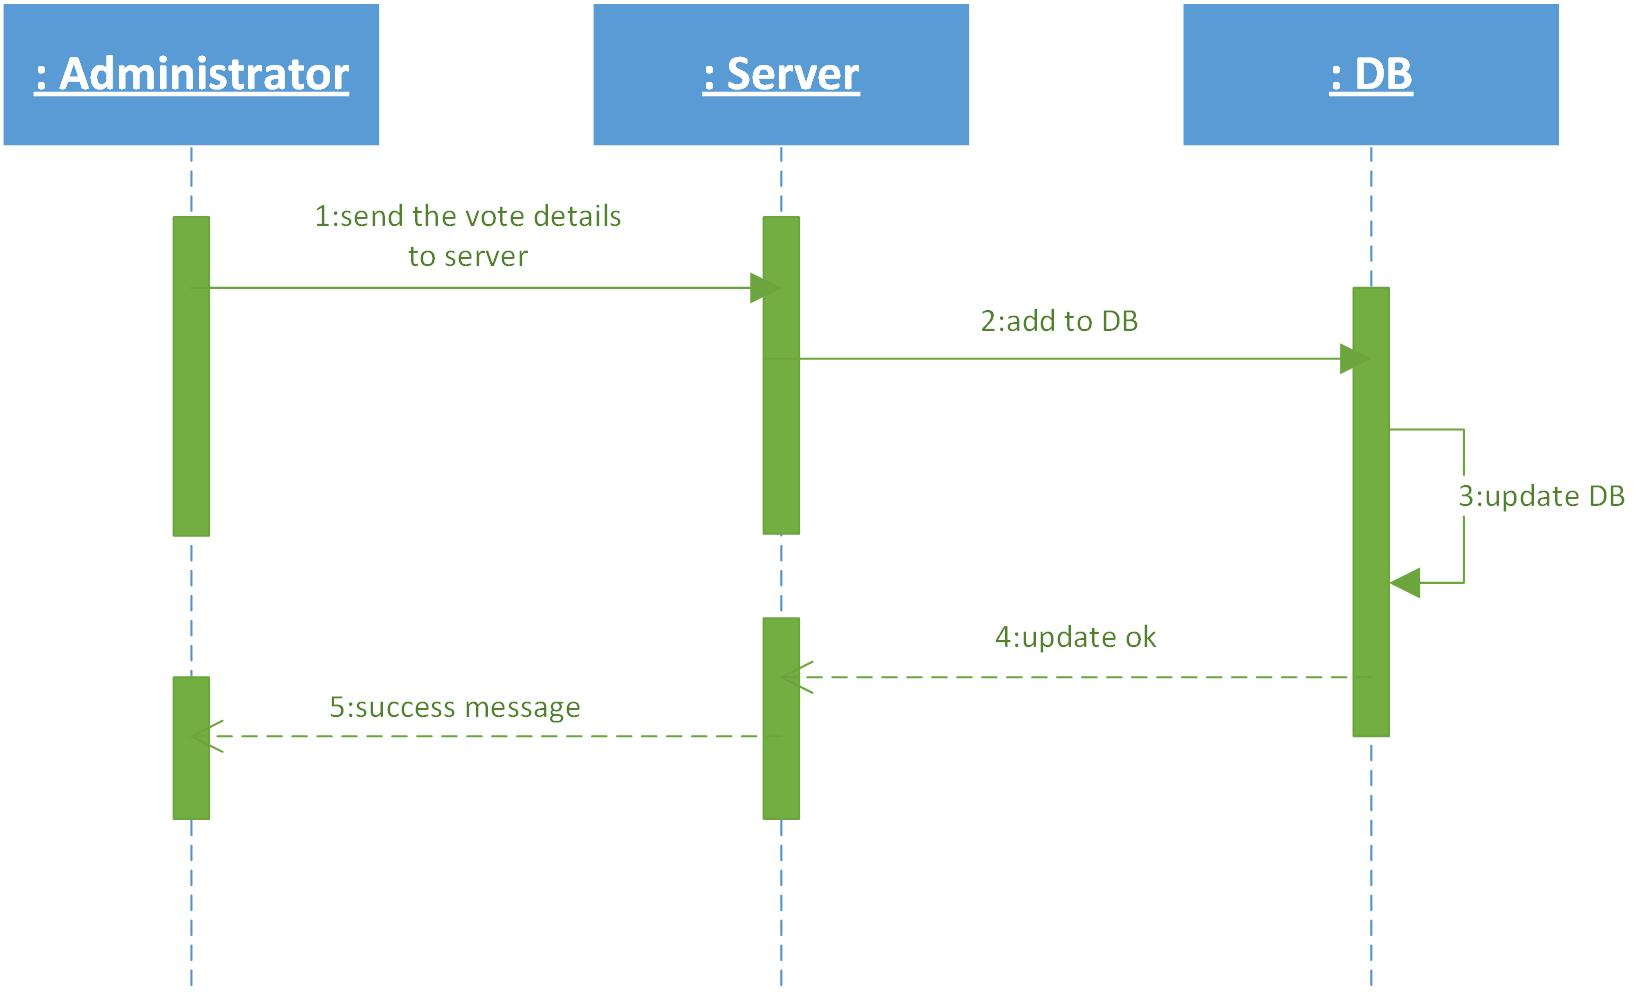 : Administrator
: Server
: DB
1:send the vote details
to server
2:add to DB
3:update DB
4:update ok
5:success message